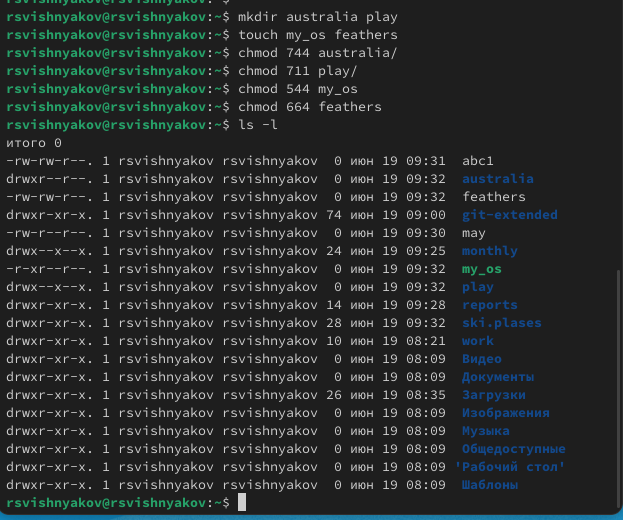 rsvishnyakov@rsvishnyakov:~$
rsvishnyakov@rsvishnyakov:~$ mkdir australia play
rsvishnyakov@rsvishnyakov:~$ touch my_os feathers
rsvishnyakov@rsvishnyakov:~$ chmod 744 australia/
rsvishnyakov@rsvishnyakov:~$ chmod 711 play/
rsvishnyakov@rsvishnyakov:~$ chmod 544 my_os
rsvishnyakov@rsvishnyakov:~$ chmod 664 feathers
rsvishnyakov@rsvishnyakov:~$ ls -l
итого 0
-rw-rw-r--. 1 rsvishnyakov rsvishnyakov  0 июн 19 09:31  abc1
drwxr--r--. 1 rsvishnyakov rsvishnyakov  0 июн 19 09:32  australia
-rw-rw-r--. 1 rsvishnyakov rsvishnyakov  0 июн 19 09:32  feathers
drwxr-xr-x. 1 rsvishnyakov rsvishnyakov 74 июн 19 09:00  git-extended
-rw-r--r--. 1 rsvishnyakov rsvishnyakov  0 июн 19 09:30  may
drwx--x--x. 1 rsvishnyakov rsvishnyakov 24 июн 19 09:25  monthly
-r-xr--r--. 1 rsvishnyakov rsvishnyakov  0 июн 19 09:32  my_os
drwx--x--x. 1 rsvishnyakov rsvishnyakov  0 июн 19 09:32  play
drwxr-xr-x. 1 rsvishnyakov rsvishnyakov 14 июн 19 09:28  reports
drwxr-xr-x. 1 rsvishnyakov rsvishnyakov 28 июн 19 09:32  ski.plases
drwxr-xr-x. 1 rsvishnyakov rsvishnyakov 10 июн 19 08:21  work
drwxr-xr-x. 1 rsvishnyakov rsvishnyakov  0 июн 19 08:09  Видео
drwxr-xr-x. 1 rsvishnyakov rsvishnyakov  0 июн 19 08:09  Документы
drwxr-xr-x. 1 rsvishnyakov rsvishnyakov 26 июн 19 08:35  Загрузки
drwxr-xr-x. 1 rsvishnyakov rsvishnyakov  0 июн 19 08:09  Изображения
drwxr-xr-x. 1 rsvishnyakov rsvishnyakov  0 июн 19 08:09  Музыка
drwxr-xr-x. 1 rsvishnyakov rsvishnyakov  0 июн 19 08:09  Общедоступные
drwxr-xr-x. 1 rsvishnyakov rsvishnyakov  0 июн 19 08:09 'Рабочий стол'
drwxr-xr-x. 1 rsvishnyakov rsvishnyakov  0 июн 19 08:09  Шаблоны
rsvishnyakov@rsvishnyakov:~$